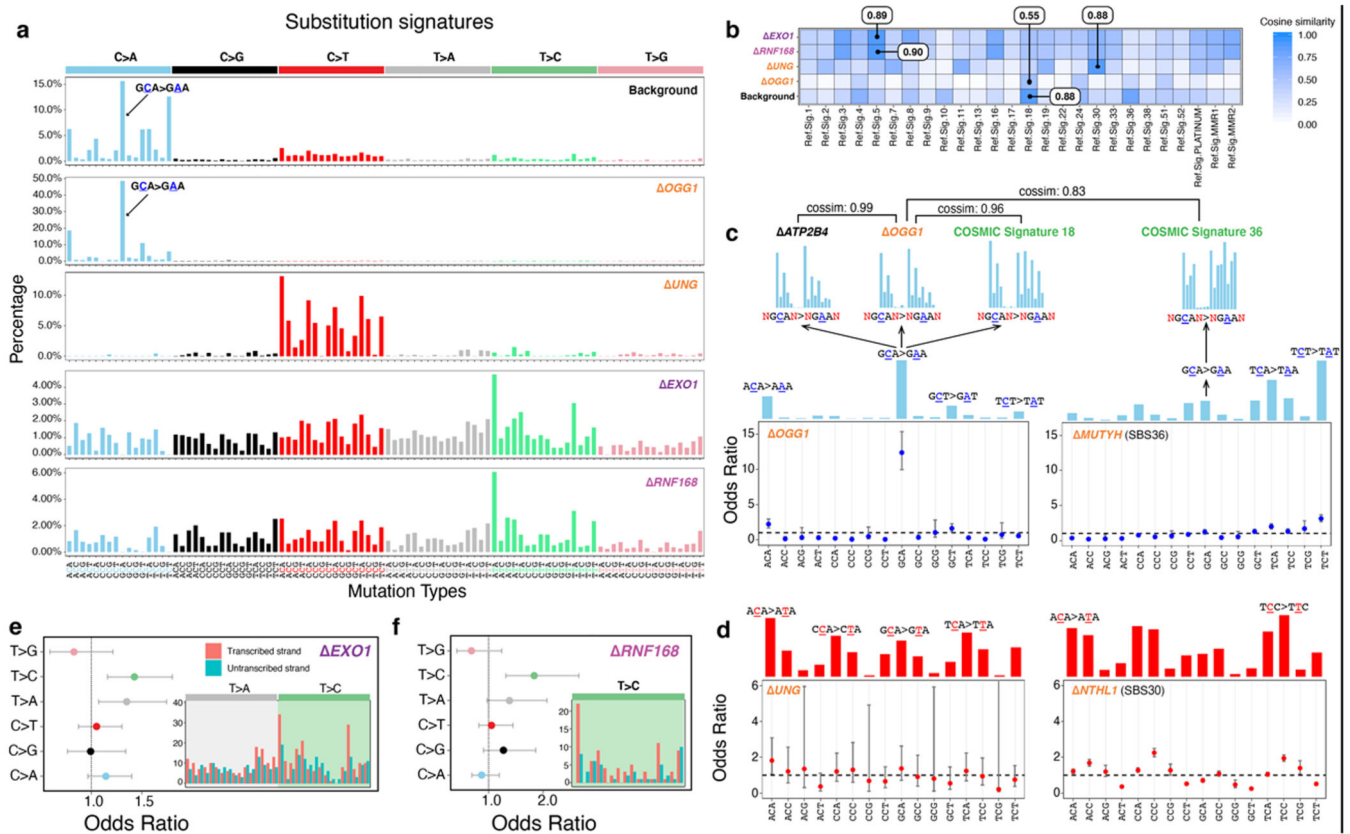 a
Substitution signatures
C>A C>G C>T T>A T>C T>G
15.0%
10.0%
5.0%
0.0%
GCA>GAA
Background
50.0%
40.0%
30.0%
20.0%
10.0%
0.0%
GCA>GAA
ΔOGG1
10.0%
5.0%
0.0%
ΔUNG
4.00%
3.00%
2.00%
1.00%
0.00%
ΔEXO1
6.00%
4.00%
2.00%
0.00%
ΔRNF168
Percentage
Mutation Types
b
0.89 0.55 0.88
0.90
0.88
ΔEXO1
ΔRNF168
ΔUNG
ΔOGG1
Background
Ref.Sig.1
Ref.Sig.2
Ref.Sig.3
Ref.Sig.4
Ref.Sig.5
Ref.Sig.7
Ref.Sig.8
Ref.Sig.9
Ref.Sig.10
Ref.Sig.11
Ref.Sig.13
Ref.Sig.16
Ref.Sig.17
Ref.Sig.18
Ref.Sig.19
Ref.Sig.22
Ref.Sig.24
Ref.Sig.30
Ref.Sig.33
Ref.Sig.36
Ref.Sig.38
Ref.Sig.51
Ref.Sig.52
Ref.Sig.PLATINUM
Ref.Sig.MMR1
Ref.Sig.MMR2
Cosine similarity
1.00
0.75
0.50
0.25
0.00
c
cossim: 0.83
cossim: 0.99 cossim: 0.96
ΔATP2B4 ΔOGG1 COSMIC Signature 18 COSMIC Signature 36
NGCAN>NGAAN NGCAN>NGAAN NGCAN>NGAAN NGCAN>NGAAN
GCA>GAA
ACA>AAA
GCT>GAT
TCT>TAT
GCA>GAA
TCA>TAA
TCT>TAT
Odds Ratio
15
10
5
0
ΔOGG1
ACA ACC ACG ACT CCA CCC CCG CCT GCA GCC GCG GCT TCA TCC TCG TCT
15
10
5
0
ΔMUTYH (SBS36)
ACA ACC ACG ACT CCA CCC CCG CCT GCA GCC GCG GCT TCA TCC TCG TCT
d
ACA>ATA
CCA>CTA
GCA>GTA
TCA>TTA
ACA>ATA
TCC>TTC
Odds Ratio
6
4
2
0
ΔUNG
ACA ACC ACG ACT CCA CCC CCG CCT GCA GCC GCG GCT TCA TCC TCG TCT
6
4
2
0
ΔNTHL1 (SBS30)
ACA ACC ACG ACT CCA CCC CCG CCT GCA GCC GCG GCT TCA TCC TCG TCT
e
T>G
T>C
T>A
C>T
C>G
C>A
1.0 1.5
Odds Ratio
Transcribed strand
Untranscribed strand
ΔEXO1
T>A T>C
40
30
20
10
0
f
T>G
T>C
T>A
C>T
C>G
C>A
1.0 2.0
Odds Ratio
ΔRNF168
T>C
20
15
10
5
0